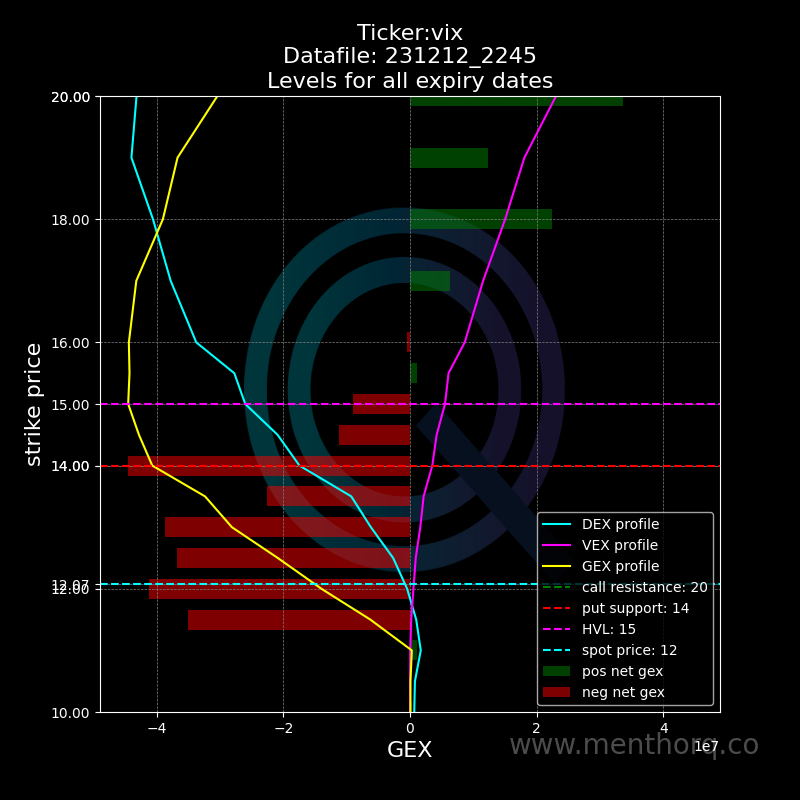 Ticker:vix
Datafile: 231212_2245
Levels for all expiry dates
20.00
18.00
16.00
15.00
14.00
12.07
12.00
10.00
strike price
DEX profile
VEX profile
GEX profile
call resistance: 20
put support: 14
HVL: 15
spot price: 12
pos net gex
neg net gex
−4
−2
0
2
4
1e7
GEX
www.menthorq.co